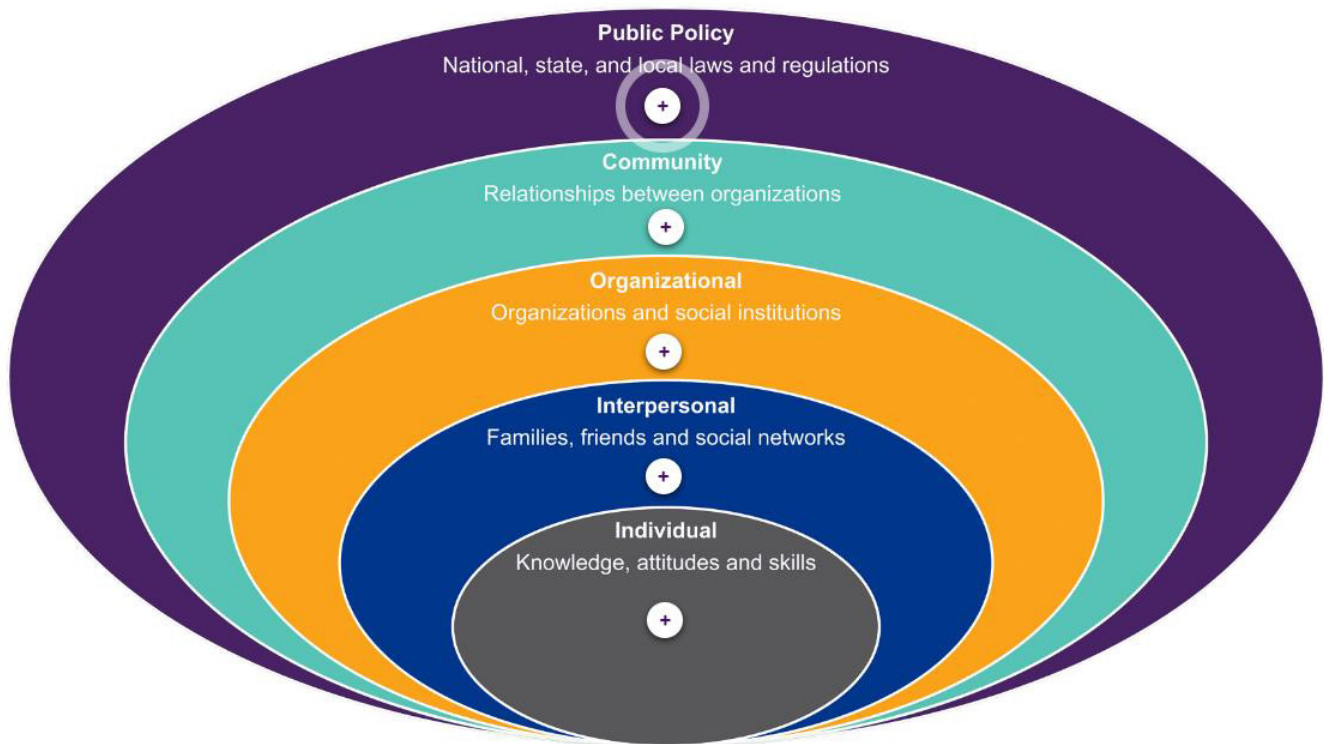 Public Policy
National, state, and local laws and regulations
+
Community
Relationships between organizations
+
Organizational
Organizations and social institutions
+
Interpersonal
Families, friends and social networks
+
Individual
Knowledge, attitudes and skills
+